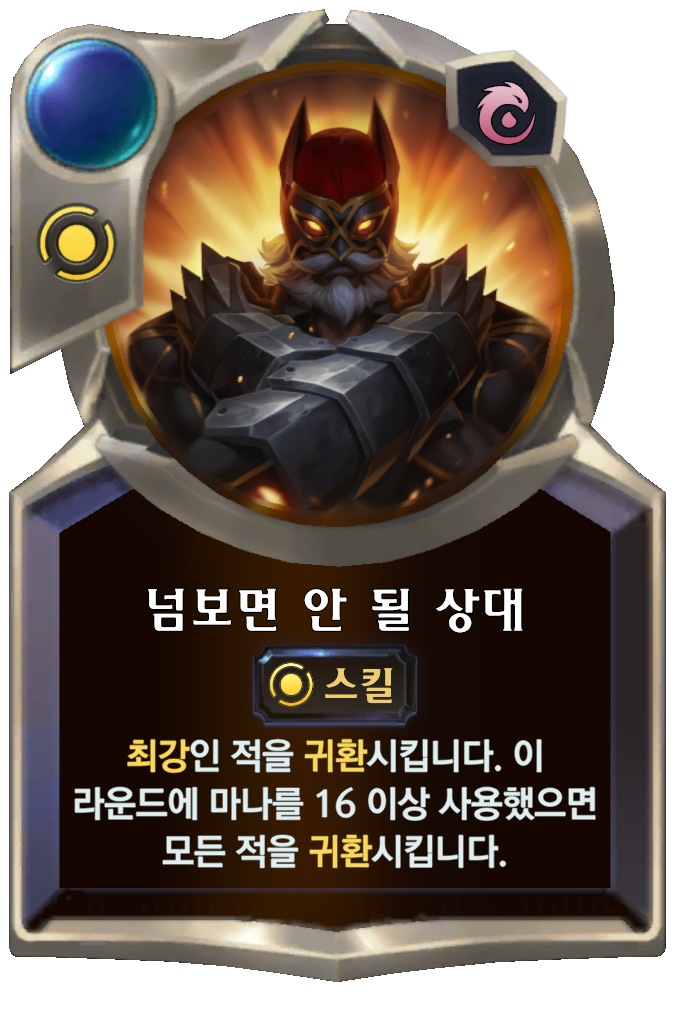 넘보면 안 될 상대
스킬
최강인 적을 귀환시킵니다. 이
라운드에 마나를 16 이상 사용했으면
모든 적을 귀환시킵니다.